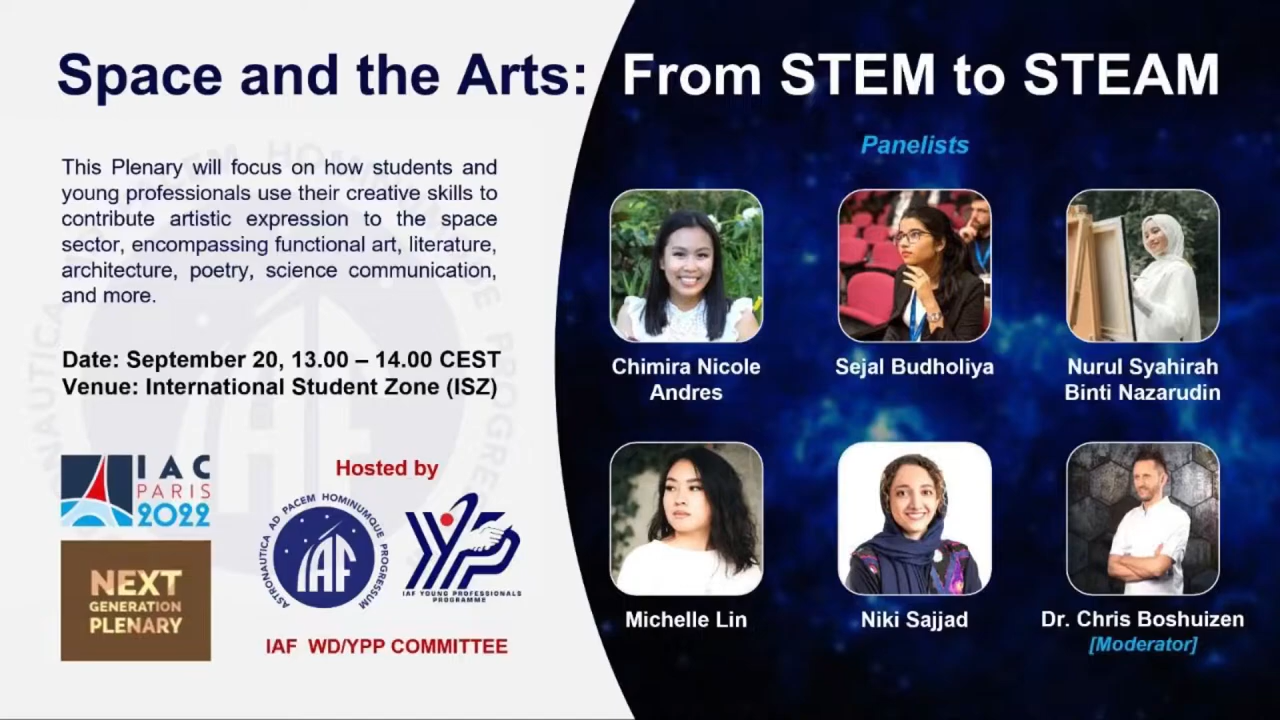 Space and the Arts: From STEM to STEAM
This Plenary will focus on how students and
young professionals use their creative skills to
contribute artistic expression to the space
sector, encompassing functional art, literature,
architecture, poetry, science communication,
and more.
Date: September 20, 13.00 – 14.00 CEST
Venue: International Student Zone (ISZ)
IAC
PARIS
2022
NEXT
GENERATION
PLENARY
Hosted by
ASTRONAUTICA AD PACEM HOMINUMQUE PROGRESSUM
IAF
YPP
IAF YOUNG PROFESSIONALS
PROGRAMME
IAF WD/YPP COMMITTEE
Panelists
Chimira Nicole
Andres
Sejal Budholiya
Nurul Syahirah
Binti Nazarudin
Michelle Lin
Niki Sajjad
Dr. Chris Boshuizen
[Moderator]